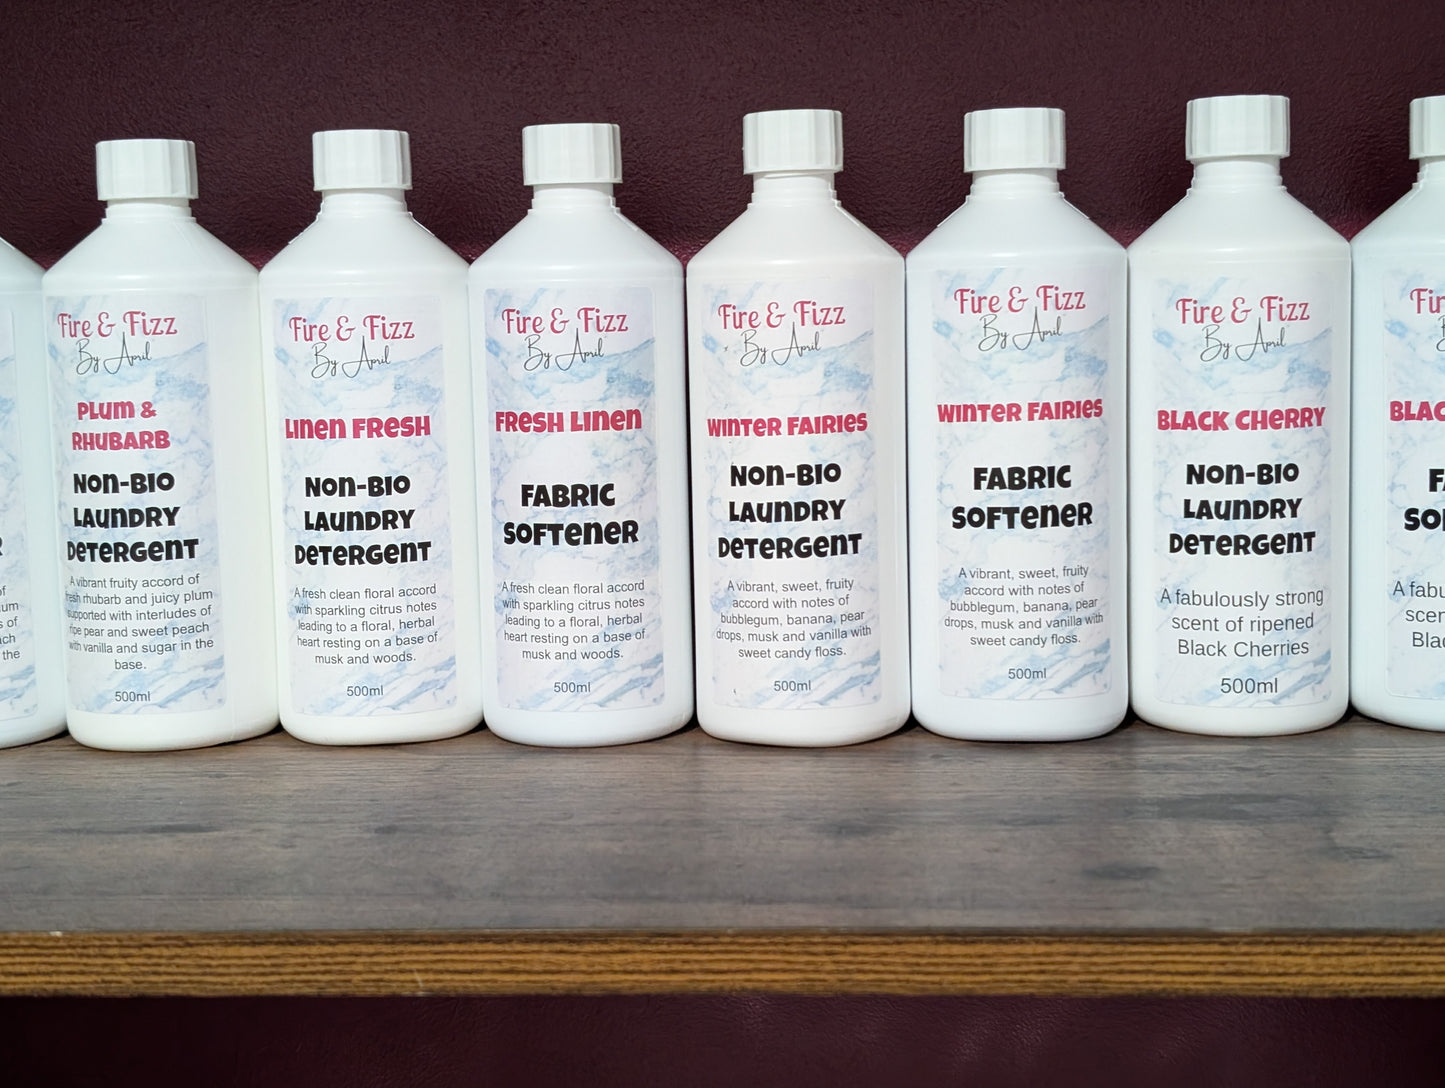 Fire & Fizz
By April
PLUM &
RHUBARB
NON-BIO
LAUNDRY
DETERGENT
A vibrant fruity accord of
fresh rhubarb and juicy plum
supported with interludes of
ripe pear and sweet peach
with vanilla and sugar in the
base.
500ml
Fire & Fizz
By April
LINEN FRESH
NON-BIO
LAUNDRY
DETERGENT
A fresh clean floral accord
with sparkling citrus notes
leading to a floral, herbal
heart resting on a base of
musk and woods.
500ml
Fire & Fizz
By April
FRESH LINEN
FABRIC
SOFTENER
A fresh clean floral accord
with sparkling citrus notes
leading to a floral, herbal
heart resting on a base of
musk and woods.
500ml
Fire & Fizz
By April
WINTER FAIRIES
NON-BIO
LAUNDRY
DETERGENT
A vibrant, sweet, fruity
accord with notes of
bubblegum, banana, pear
drops, musk and vanilla with
sweet candy floss.
500ml
Fire & Fizz
By April
WINTER FAIRIES
FABRIC
SOFTENER
A vibrant, sweet, fruity
accord with notes of
bubblegum, banana, pear
drops, musk and vanilla with
sweet candy floss.
500ml
Fire & Fizz
By April
BLACK CHERRY
NON-BIO
LAUNDRY
DETERGENT
A fabulously strong
scent of ripened
Black Cherries
500ml